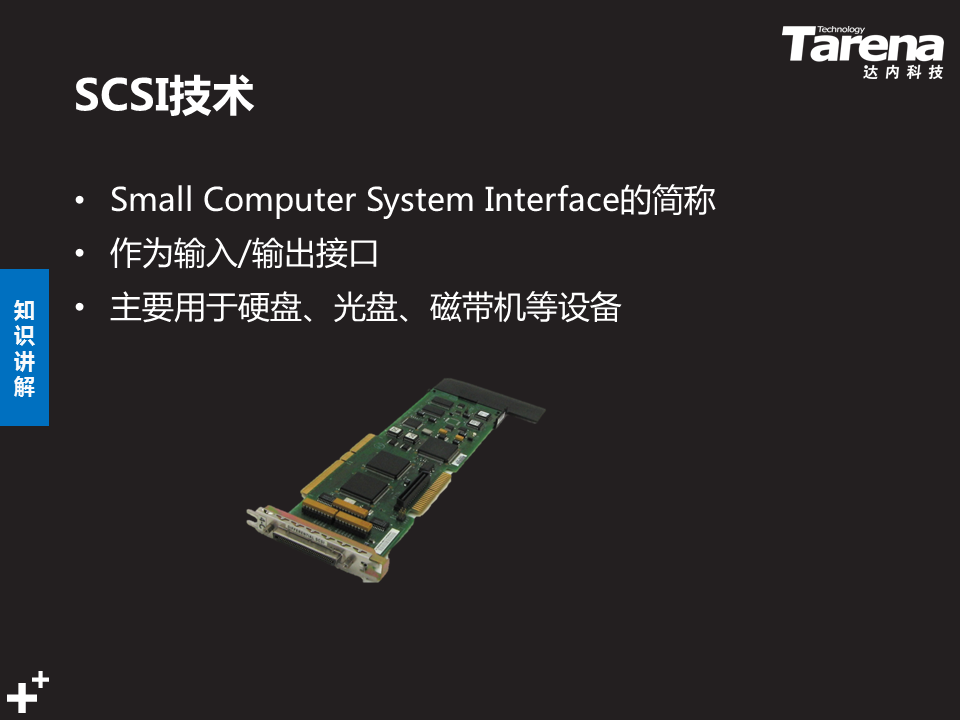 Technology
Tarena
达内科技
SCSI技术
• Small Computer System Interface的简称
• 作为输入/输出接口
• 主要用于硬盘、光盘、磁带机等设备
知识讲解